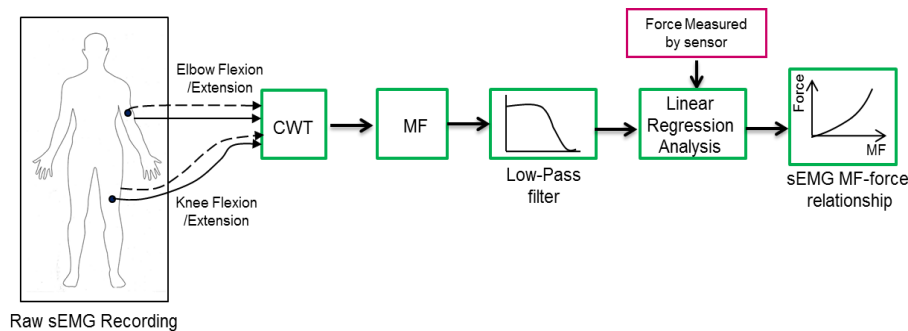 Elbow Flexion
/Extension
Knee Flexion
/Extension
Raw sEMG Recording
CWT
MF
Low-Pass
filter
Force Measured
by sensor
Linear
Regression
Analysis
Force
MF
sEMG MF-force
relationship